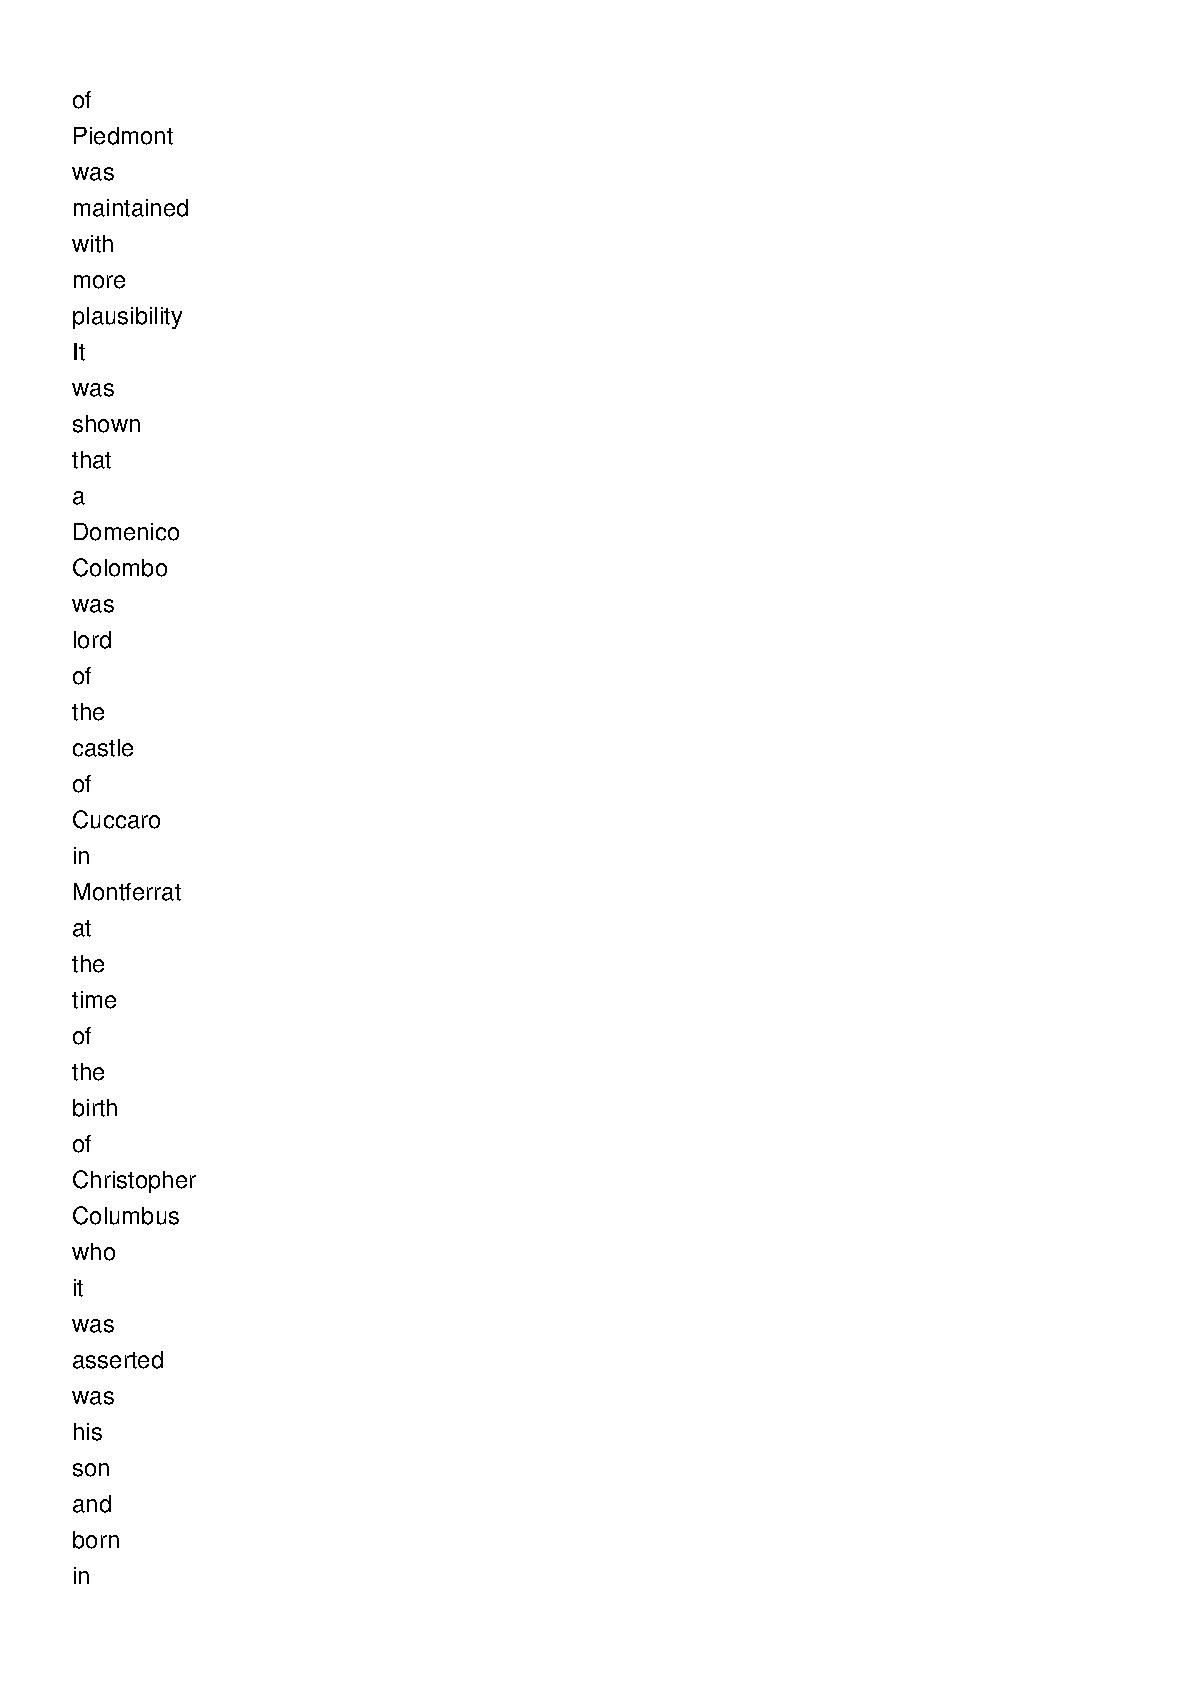 of
Piedmont
was
maintained
with
more
plausibility
It
was
shown
that
a
Domenico
Colombo
was
lord
of
the
castle
of
Cuccaro
in
Montferrat
at
the
time
of
the
birth
of
Christopher
Columbus
who
it
was
asserted
was
his
son
and
born
in